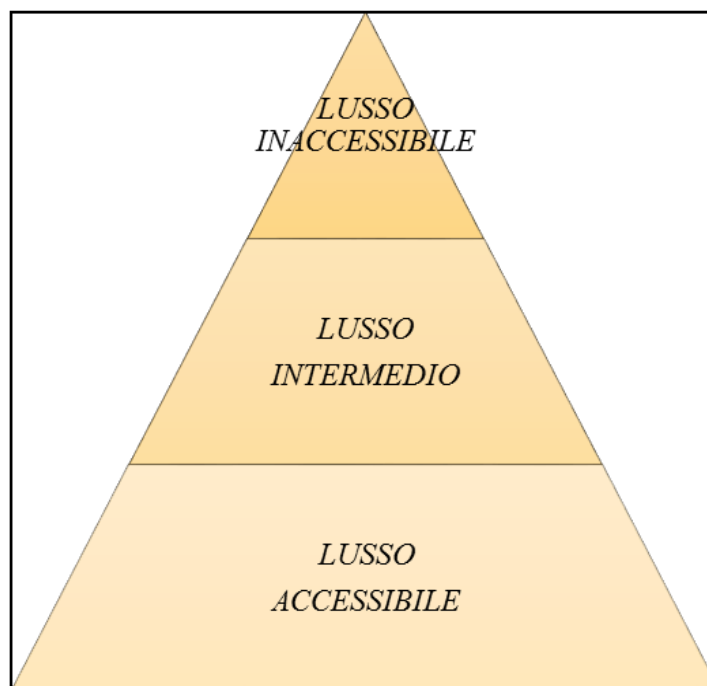 LUSSO
INACCESSIBILE
LUSSO
INTERMEDIO
LUSSO
ACCESSIBILE